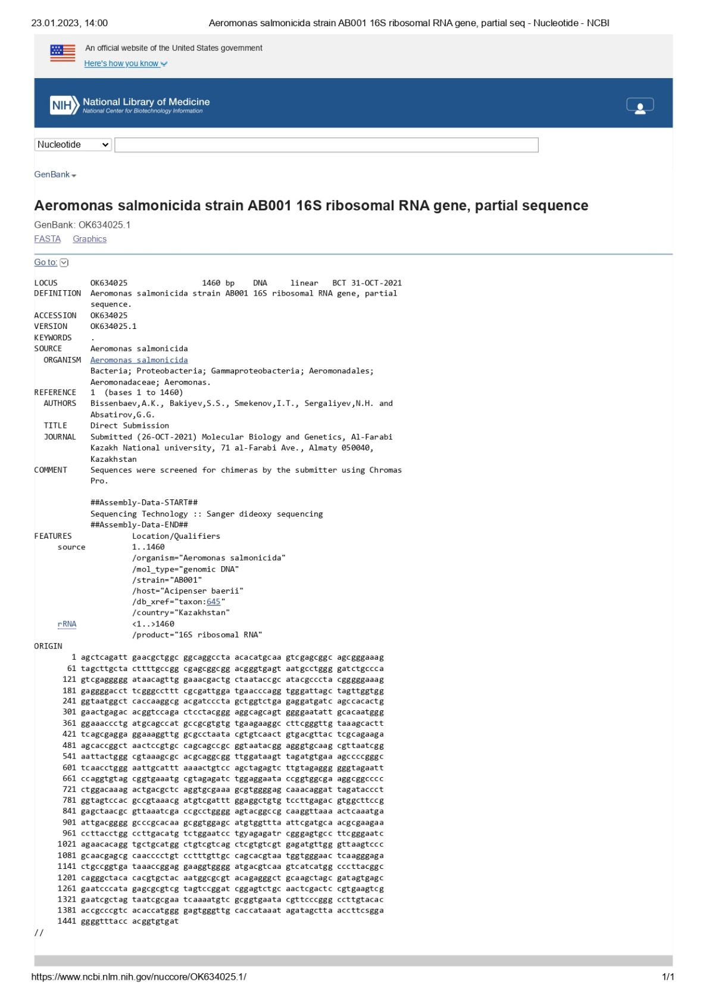 23.01.2023, 14:00 Aeromonas salmonicida strain AB001 16S ribosomal RNA gene, partial seq - Nucleotide - NCBI
An official website of the United States government
Here's how you know
NIH National Library of Medicine
National Center for Biotechnology Information
Nucleotide
GenBank
Aeromonas salmonicida strain AB001 16S ribosomal RNA gene, partial sequence
GenBank: OK634025.1
FASTA Graphics
Go to:
LOCUS OK634025 1460 bp DNA linear BCT 31-OCT-2021
DEFINITION Aeromonas salmonicida strain AB001 16S ribosomal RNA gene, partial
sequence.
ACCESSION OK634025
VERSION OK634025.1
KEYWORDS .
SOURCE Aeromonas salmonicida
ORGANISM Aeromonas salmonicida
Bacteria; Proteobacteria; Gammaproteobacteria; Aeromonadales;
Aeromonadaceae; Aeromonas.
REFERENCE 1 (bases 1 to 1460)
AUTHORS Bissenbaev,A.K., Bakiyev,S.S., Smekenov,I.T., Sergaliyev,N.H. and
Absatirov,G.G.
TITLE Direct Submission
JOURNAL Submitted (26-OCT-2021) Molecular Biology and Genetics, Al-Farabi
Kazakh National university, 71 al-Farabi Ave., Almaty 050040,
Kazakhstan
COMMENT Sequences were screened for chimeras by the submitter using Chromas
Pro.
##Assembly-Data-START##
Sequencing Technology :: Sanger dideoxy sequencing
##Assembly-Data-END##
FEATURES Location/Qualifiers
source 1..1460
/organism="Aeromonas salmonicida"
/mol_type="genomic DNA"
/strain="AB001"
/host="Acipenser baerii"
/db_xref="taxon:645"
/country="Kazakhstan"
rRNA <1..>1460
/product="16S ribosomal RNA"
ORIGIN
1 agctcagatt gaacgctggc ggcaggccta acacatgcaa gtcgagcggc agcgggaaag
61 tagcttgcta cttttgccgg cgagcggcgg acgggtgagt aatgcctggg gatctgccca
121 gtcgaggggg ataacagttg gaaacgactg ctaataccgc atacgcccta cgggggaaag
181 gaggggacct tcgggccttt cgcgattgga tgaacccagg tgggattagc tagttggtgg
241 ggtaatggct caccaaggcg acgatcccta gctggtctga gaggatgatc agccacactg
301 gaactgagac acggtccaga ctcctacggg aggcagcagt ggggaatatt gcacaatggg
361 ggaaaccctg atgcagccat gccgcgtgtg tgaagaaggc cttcgggttg taaagcactt
421 tcagcgagga ggaaaggttg gcgcctaata cgtgtcaact gtgacgttac tcgcagaaga
481 agcaccggct aactccgtgc cagcagccgc ggtaatacgg agggtgcaag cgttaatcgg
541 aattactggg cgtaaagcgc acgcaggcgg ttggataagt tagatgtgaa agccccgggc
601 tcaacctggg aattgcattt aaaactgtcc agctagagtc ttgtagaggg gggtagaatt
661 ccaggtgtag cggtgaaatg cgtagagatc tggaggaata ccggtggcga aggcggcccc
721 ctggacaaag actgacgctc aggtgcgaaa gcgtggggag caaacaggat tagataccct
781 ggtagtccac gccgtaaacg atgtcgattt ggaggctgtg tccttgagac gtggcttccg
841 gagctaacgc gttaaatcga ccgcctgggg agtacggccg caaggttaaa actcaaatga
901 attgacgggg gcccgcacaa gcggtggagc atgtggttta attcgatgca acgcgaagaa
961 ccttacctgg ccttgacatg tctggaatcc tgyagagatr cgggagtgcc ttcgggaatc
1021 agaacacagg tgctgcatgg ctgtcgtcag ctcgtgtcgt gagatgttgg gttaagtccc
1081 gcaacgagcg caacccctgt cctttgttgc cagcacgtaa tggtgggaac tcaagggaga
1141 ctgccggtga taaaccggag gaaggtgggg atgacgtcaa gtcatcatgg cccttacggc
1201 cagggctaca cacgtgctac aatggcgcgt acagagggct gcaagctagc gatagtgagc
1261 gaatcccata gagcgcgtcg tagtccggat cggagtctgc aactcgactc cgtgaagtcg
1321 gaatcgctag taatcgcgaa tcaaaatgtc gcggtgaata cgttcccggg ccttgtacac
1381 accgcccgtc acaccatggg gagtgggttg caccataaat agatagctta accttcsgga
1441 ggggtttacc acggtgtgat
//
https://www.ncbi.nlm.nih.gov/nuccore/OK634025.1/ 1/1